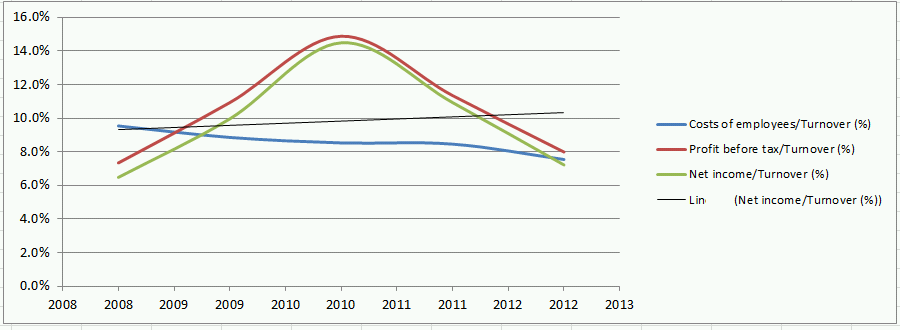 16.0%
14.0%
12.0%
10.0%
8.0%
6.0%
4.0%
2.0%
0.0%
2008 2008 2009 2009 2010 2010 2011 2011 2012 2012 2013
Costs of employees/Turnover (%)
Profit before tax/Turnover (%)
Net income/Turnover (%)
(Net income/Turnover (%))